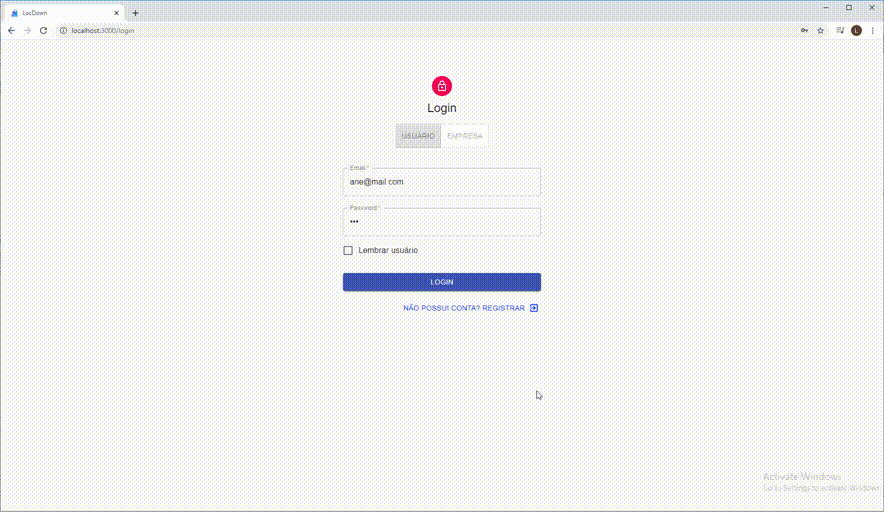 LocDown
localhost:3000/login
L
Login
USUÁRIO EMPRESA
Email *
ane@mail.com
Password *
•••
Lembrar usuário
LOGIN
NÃO POSSUI CONTA? REGISTRAR
Activate Windows
Go to Settings to activate Windows.